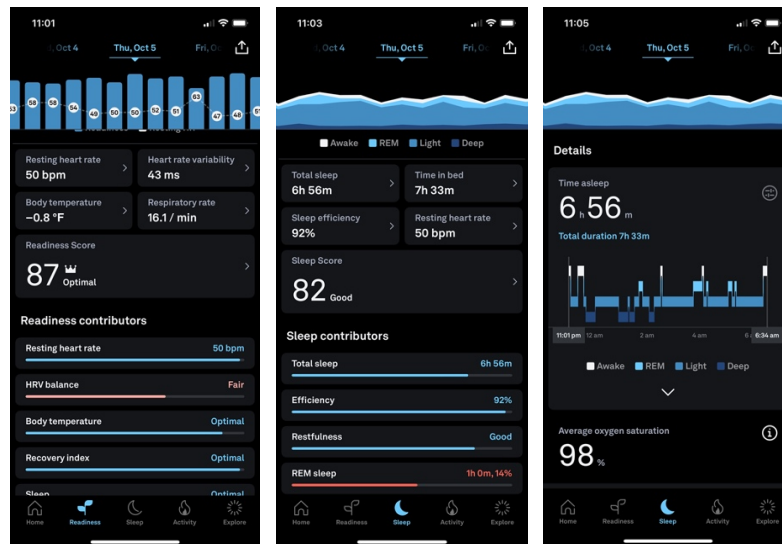 11:01
, Oct 4 Thu, Oct 5 Fri, O
53 58 58 54 49 50 50 52 51 63 47 48 51
Resting heart rate
50 bpm
Heart rate variability
43 ms
Body temperature
−0.8 °F
Respiratory rate
16.1 / min
Readiness Score
87 Optimal
Readiness contributors
Resting heart rate 50 bpm
HRV balance Fair
Body temperature Optimal
Recovery index Optimal
Sleep Optimal
Home Readiness Sleep Activity Explore
11:03
, Oct 4 Thu, Oct 5 Fri, O
Awake REM Light Deep
Total sleep
6h 56m
Time in bed
7h 33m
Sleep efficiency
92%
Resting heart rate
50 bpm
Sleep Score
82 Good
Sleep contributors
Total sleep 6h 56m
Efficiency 92%
Restfulness Good
REM sleep 1h 0m, 14%
Home Readiness Sleep Activity Explore
11:05
, Oct 4 Thu, Oct 5 Fri, O
Details
Time asleep
6 h 56 m
Total duration 7h 33m
11:01 pm 12 am 2 am 4 am 6 6:34 am
Awake REM Light Deep
Average oxygen saturation
98 %
Home Readiness Sleep Activity Explore